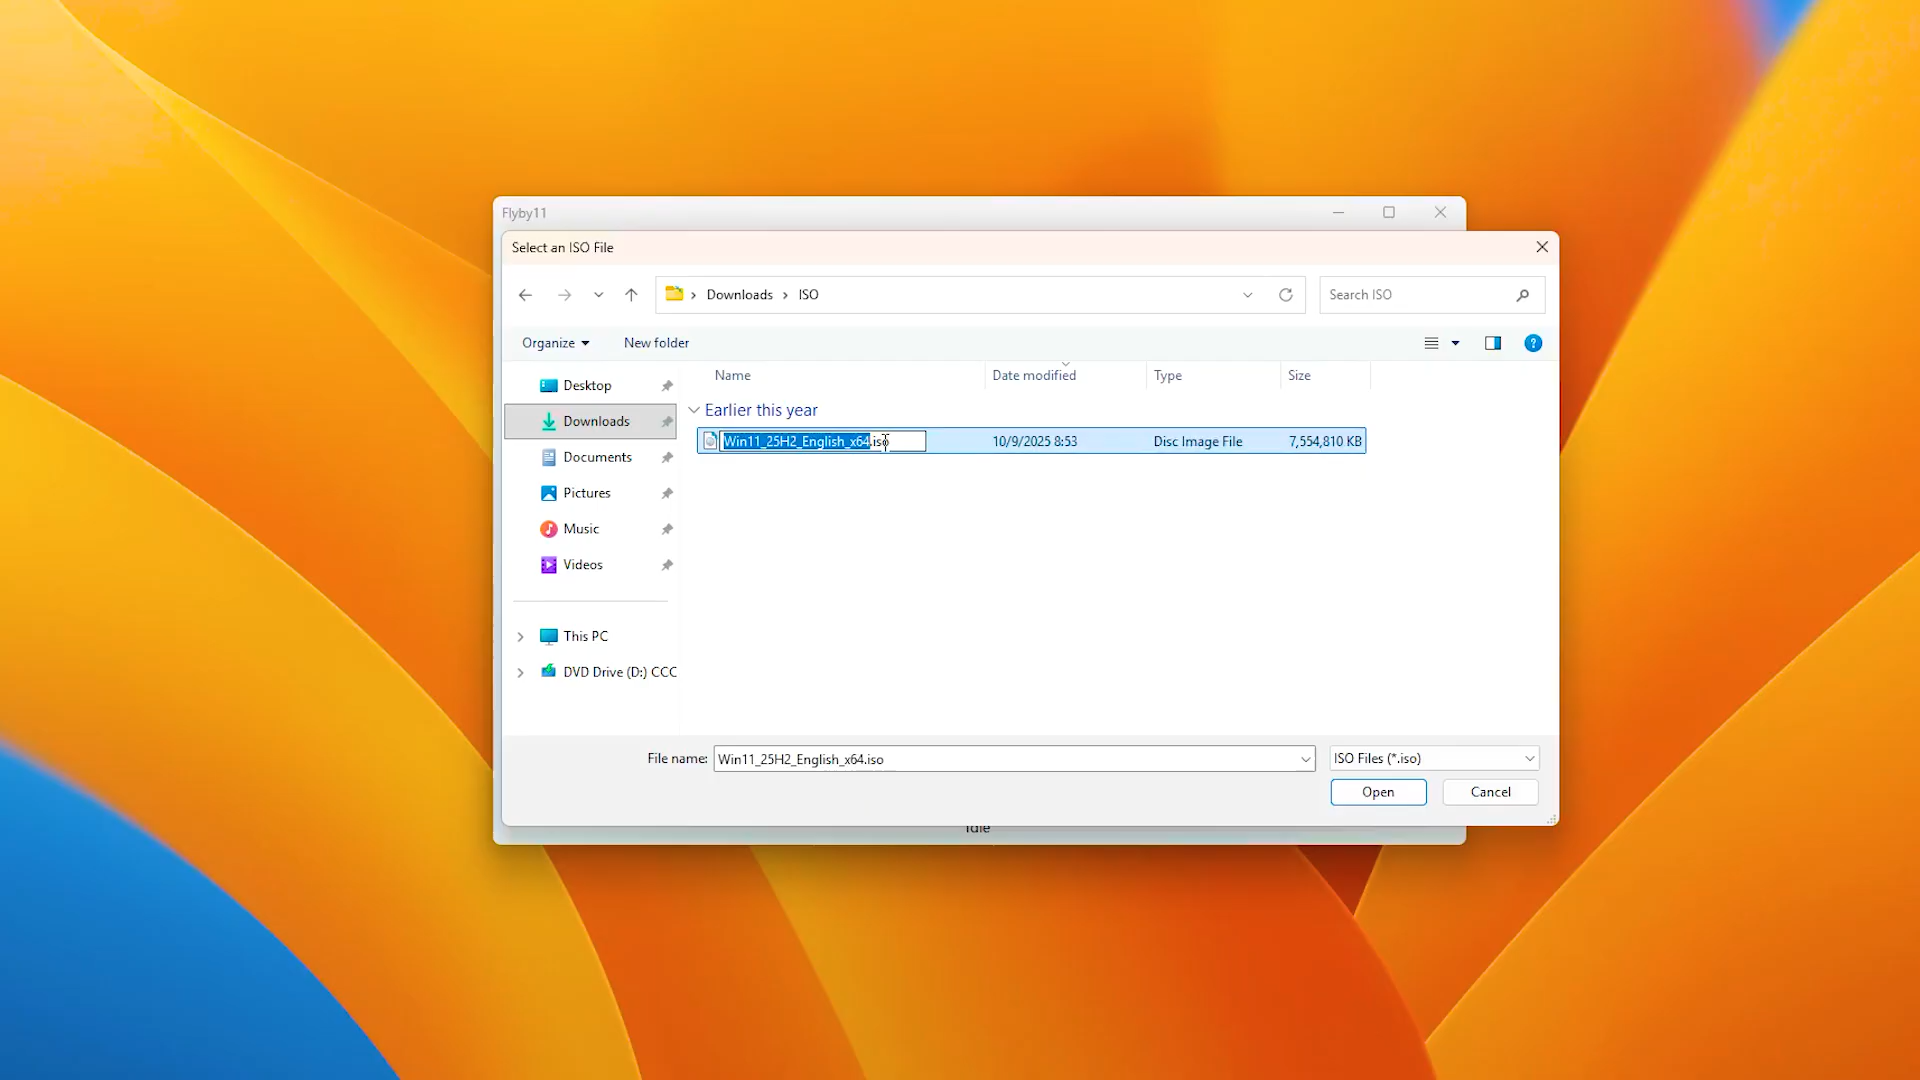 Flyby11
Select an ISO File
Downloads ISO
Search ISO
Organize
New folder
Name Date modified Type Size
Desktop
Downloads
Documents
Pictures
Music
Videos
This PC
DVD Drive (D:) CCC
Earlier this year
Win11_25H2_English_x64.iso 10/9/2025 8:53 Disc Image File 7,554,810 KB
File name: Win11_25H2_English_x64.iso
ISO Files (*.iso)
Open
Cancel
Idle